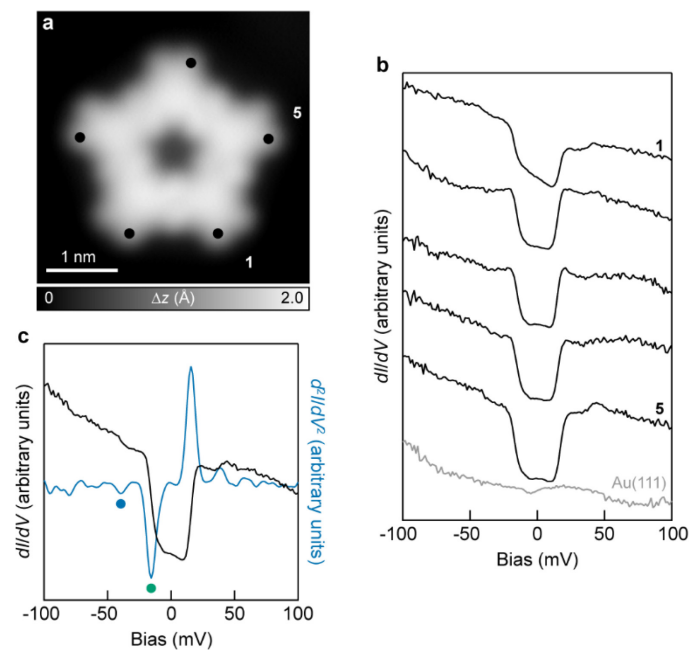 a
5
1
1 nm
0 Δz (Å) 2.0
b
1
5
Au(111)
dI/dV (arbitrary units)
-100 -50 0 50 100
Bias (mV)
c
dI/dV (arbitrary units)
d²I/dV² (arbitrary units)
-100 -50 0 50 100
Bias (mV)